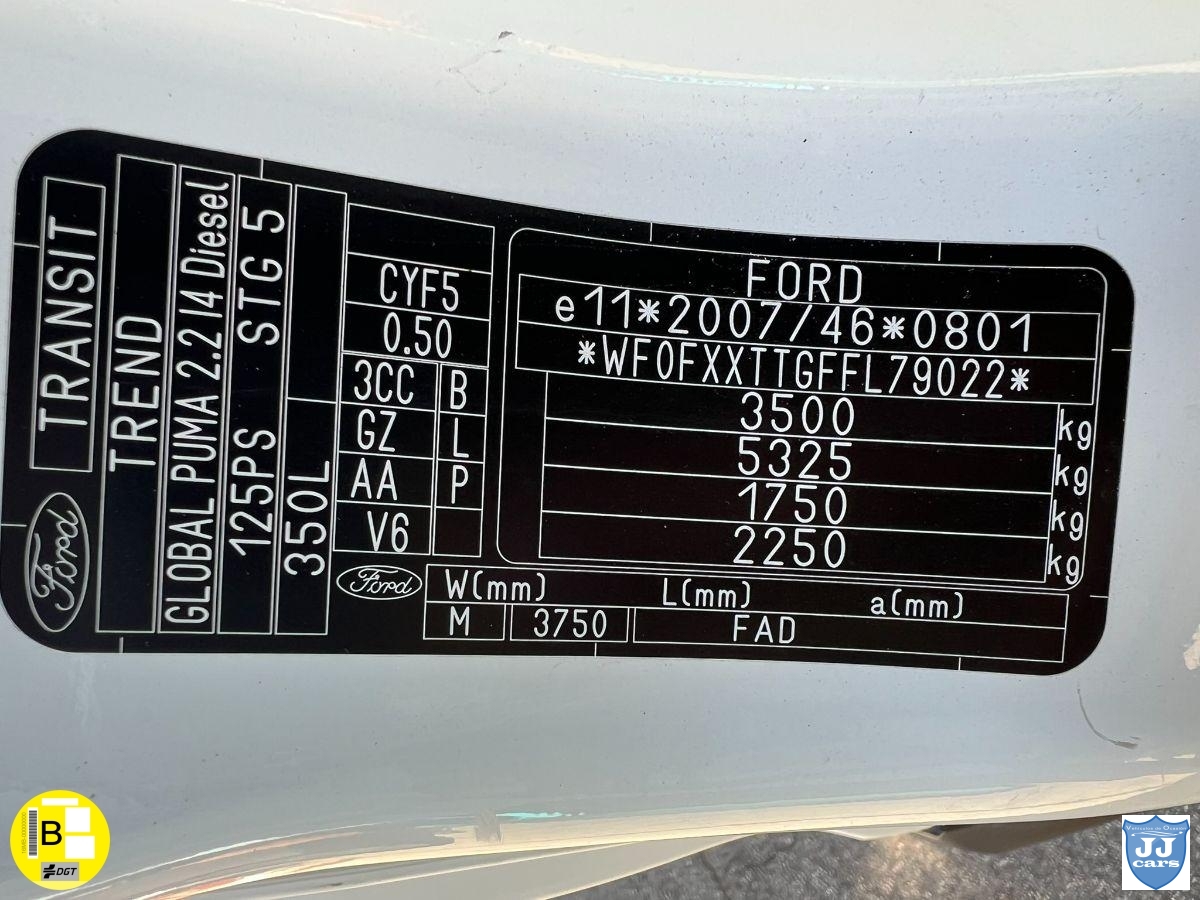 Ford
TRANSIT
TREND
GLOBAL PUMA 2.2 I4 Diesel
125PS STG 5
350L
CYF5
0.50
3CC B
GZ L
AA P
V6
Ford
FORD
e11*2007/46*0801
*WF0FXXTTGFFL79022*
3500 kg
5325 kg
1750 kg
2250 kg
W(mm) L(mm) a(mm)
M 3750 FAD
B
DGT
JJ
cars